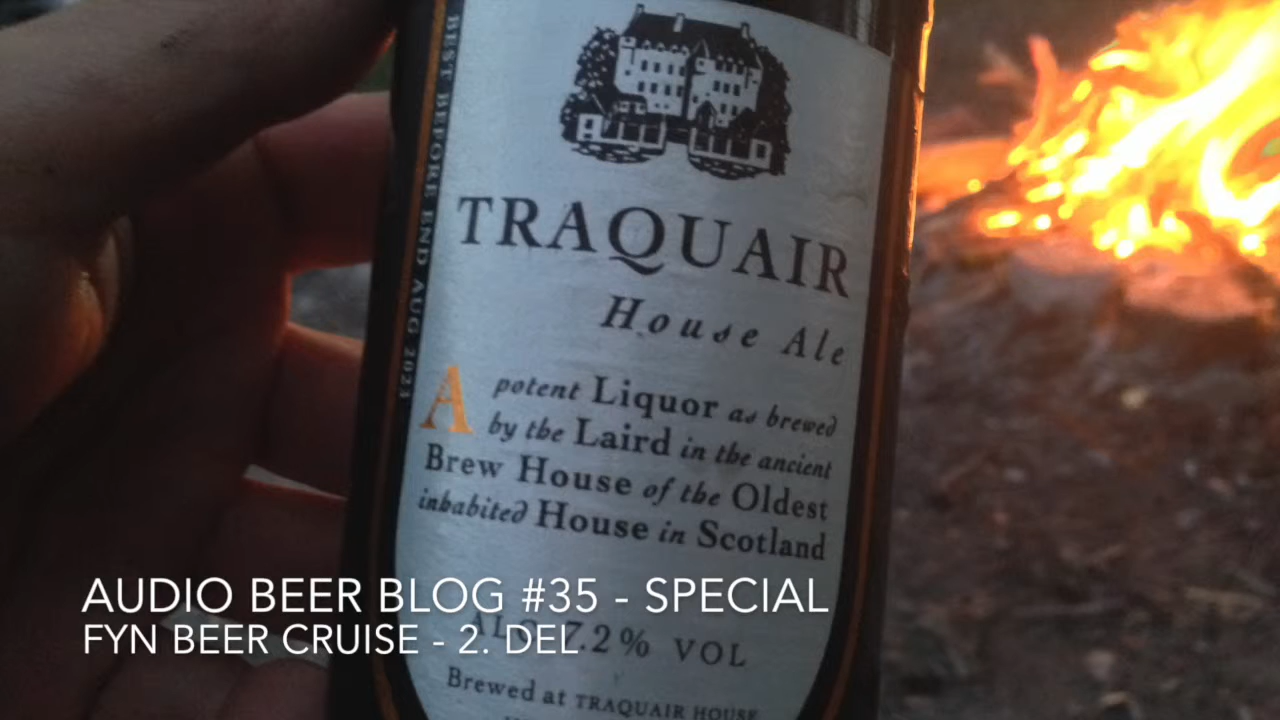 BEST BEFORE END AUG 2021
TRAQUAIR
House Ale
A potent Liquor as brewed
by the Laird in the ancient
Brew House of the Oldest
inhabited House in Scotland
ALC 7.2% VOL
Brewed at TRAQUAIR HOUSE
AUDIO BEER BLOG #35 - SPECIAL
FYN BEER CRUISE - 2. DEL